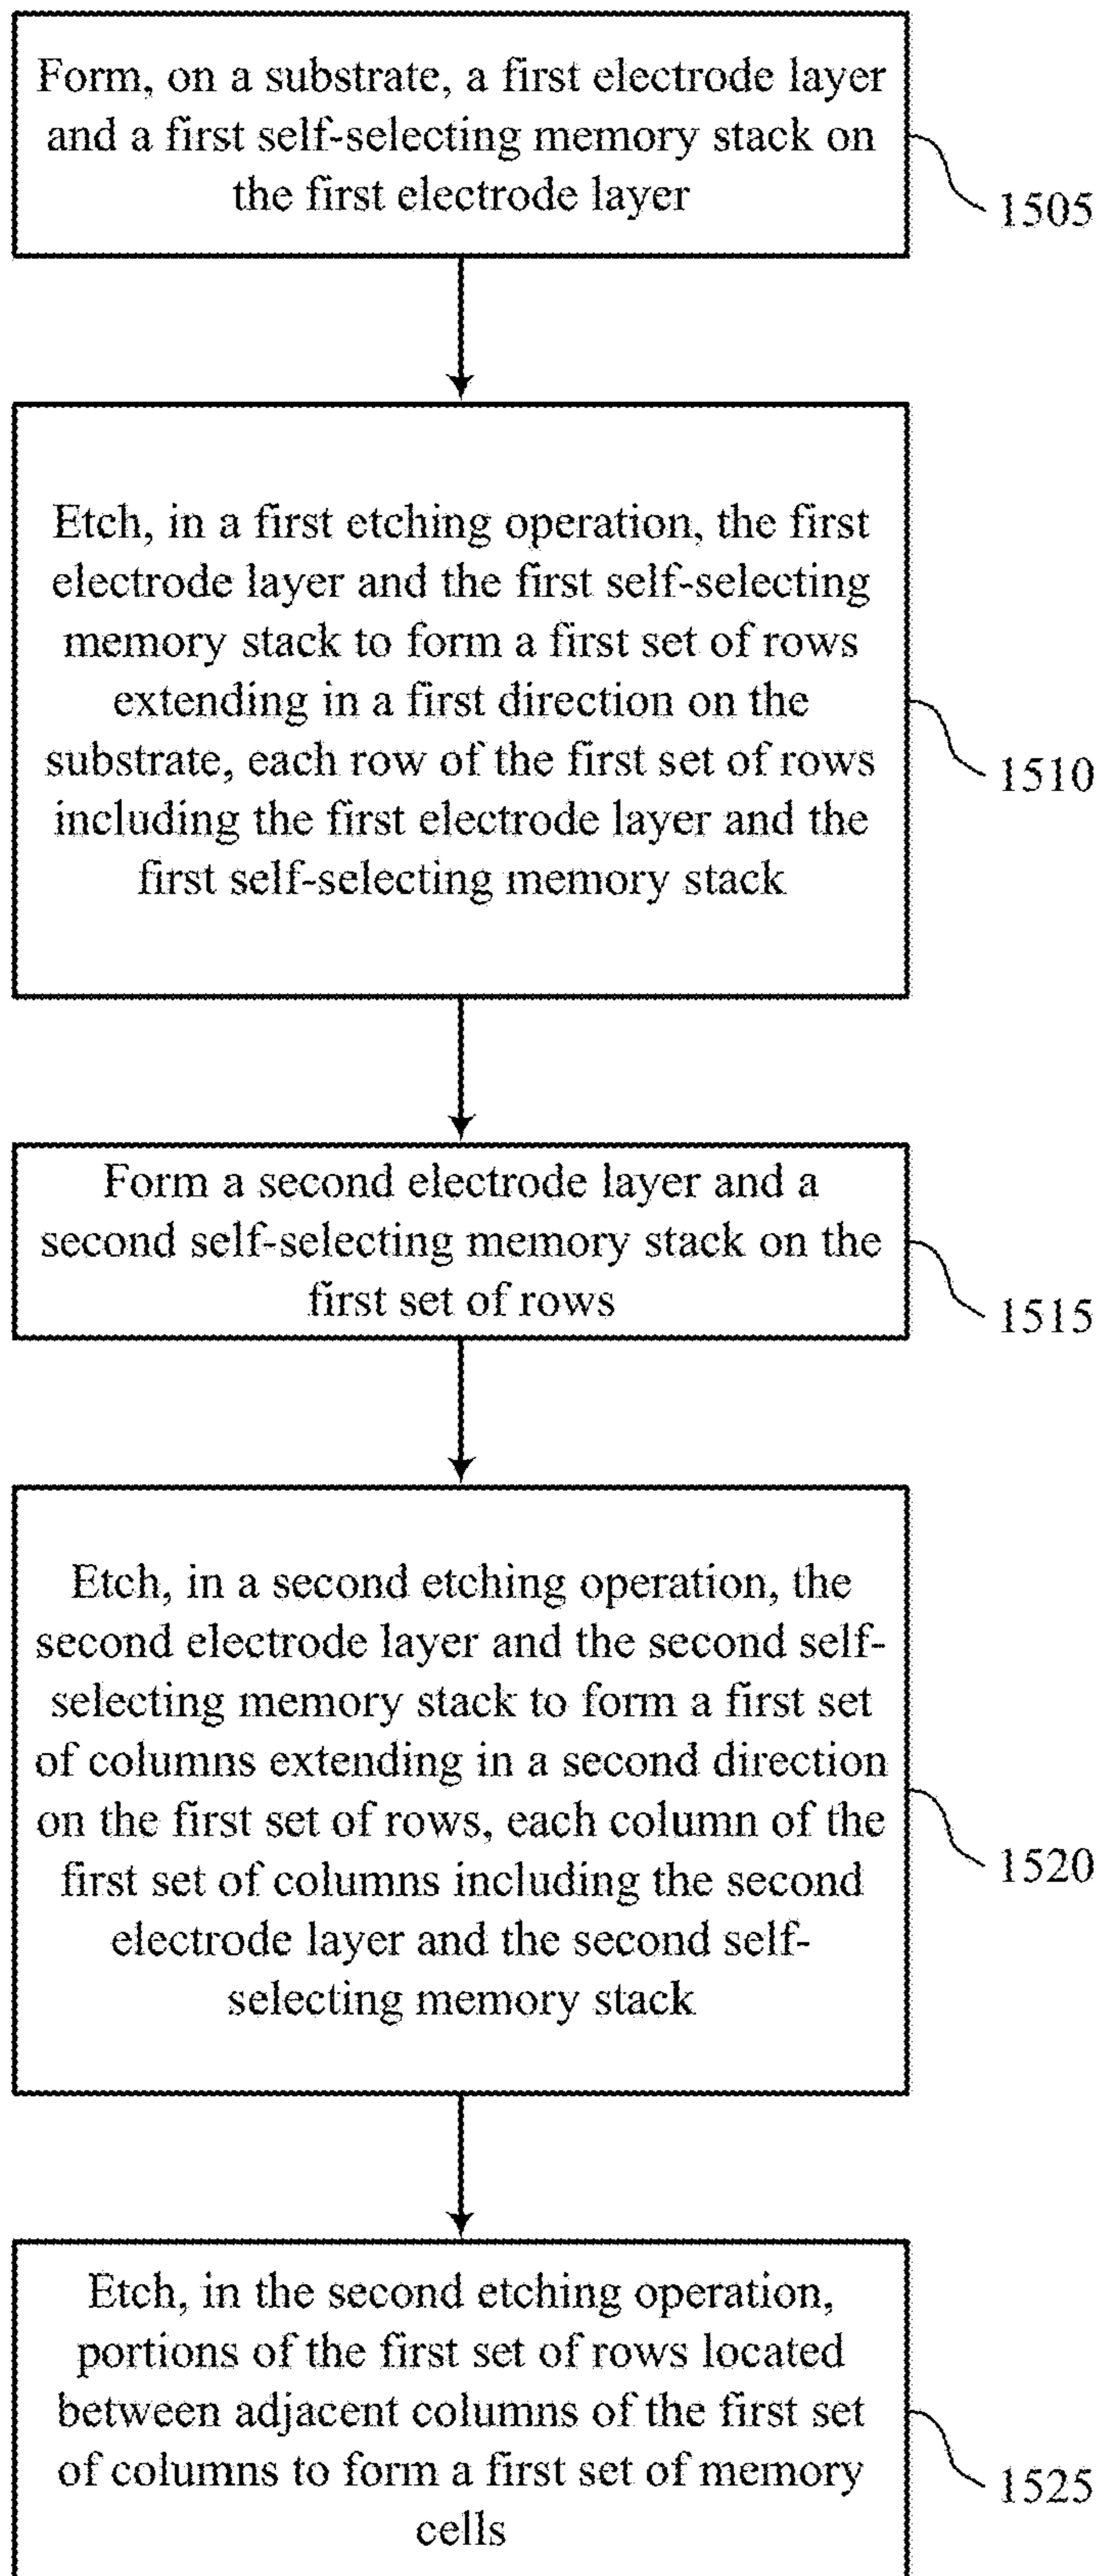 Form, on a substrate, a first electrode layer
and a first self-selecting memory stack on
the first electrode layer
1505
Etch, in a first etching operation, the first
electrode layer and the first self-selecting
memory stack to form a first set of rows
extending in a first direction on the
substrate, each row of the first set of rows
including the first electrode layer and the
first self-selecting memory stack
1510
Form a second electrode layer and a
second self-selecting memory stack on the
first set of rows
1515
Etch, in a second etching operation, the
second electrode layer and the second self-
selecting memory stack to form a first set
of columns extending in a second direction
on the first set of rows, each column of the
first set of columns including the second
electrode layer and the second self-
selecting memory stack
1520
Etch, in the second etching operation,
portions of the first set of rows located
between adjacent columns of the first set
of columns to form a first set of memory
cells
1525